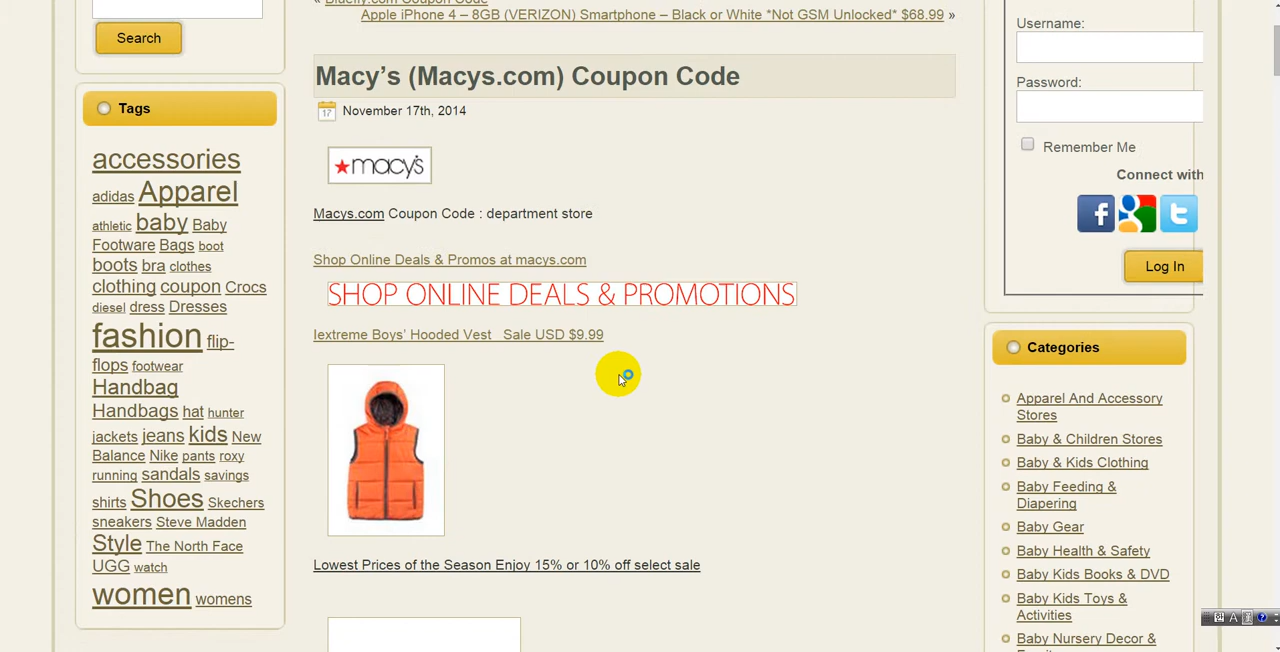 Bluefly.com Coupon Code
Apple iPhone 4 – 8GB (VERIZON) Smartphone – Black or White *Not GSM Unlocked* $68.99 »
Search
Tags
accessories
adidas Apparel
athletic baby Baby
Footware Bags boot
boots bra clothes
clothing coupon Crocs
diesel dress Dresses
fashion flip-
flops footwear
Handbag
Handbags hat hunter
jackets jeans kids New
Balance Nike pants roxy
running sandals savings
shirts Shoes Skechers
sneakers Steve Madden
Style The North Face
UGG watch
women womens
Macy’s (Macys.com) Coupon Code
17 November 17th, 2014
macy's
Macys.com Coupon Code : department store
Shop Online Deals & Promos at macys.com
SHOP ONLINE DEALS & PROMOTIONS
Iextreme Boys’ Hooded Vest Sale USD $9.99
Lowest Prices of the Season Enjoy 15% or 10% off select sale
Username:
Password:
Remember Me
Connect with
f
t
Log In
Categories
Apparel And Accessory
Stores
Baby & Children Stores
Baby & Kids Clothing
Baby Feeding &
Diapering
Baby Gear
Baby Health & Safety
Baby Kids Books & DVD
Baby Kids Toys &
Activities
Baby Nursery Decor &
A